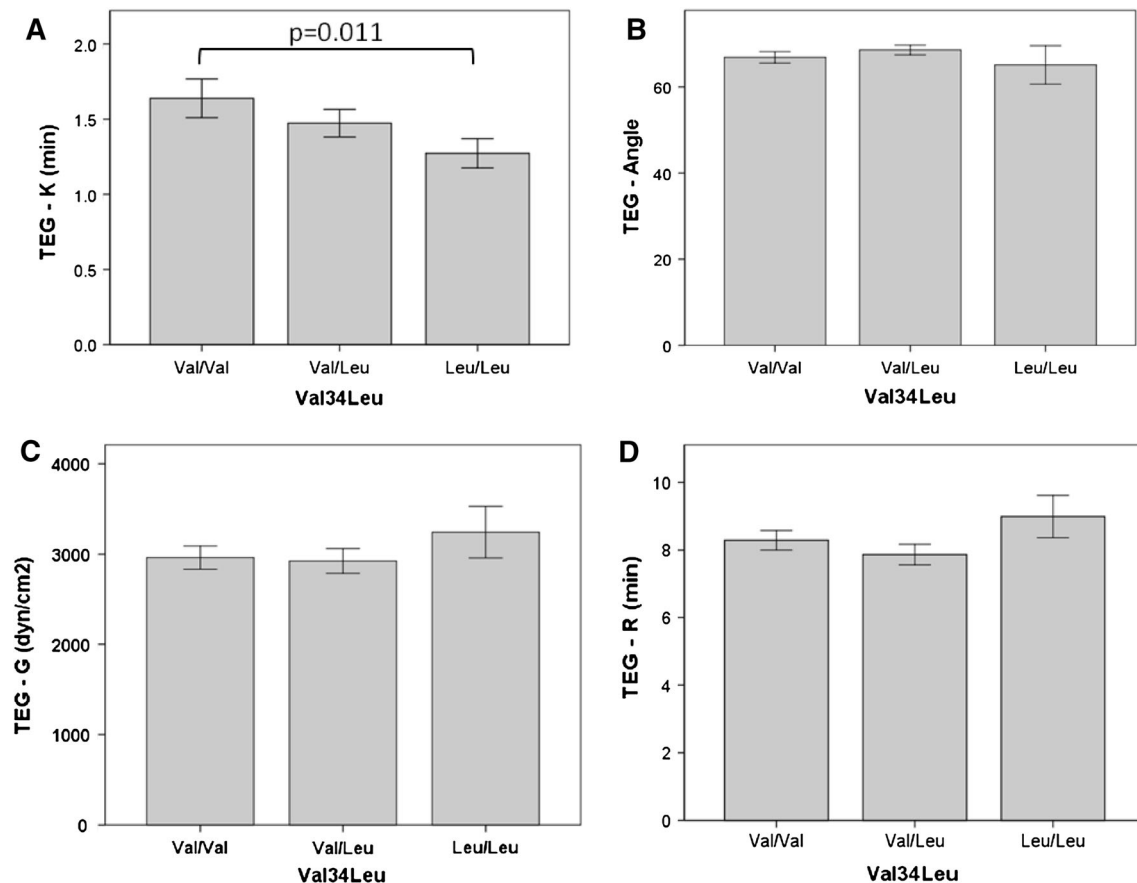 A
p=0.011
TEG - K (min)
2.0
1.5
1.0
0.5
0.0
Val/Val Val/Leu Leu/Leu
Val34Leu
B
TEG - Angle
60
40
20
0
Val/Val Val/Leu Leu/Leu
Val34Leu
C
TEG - G (dyn/cm2)
4000
3000
2000
1000
0
Val/Val Val/Leu Leu/Leu
Val34Leu
D
TEG - R (min)
10
8
6
4
2
0
Val/Val Val/Leu Leu/Leu
Val34Leu